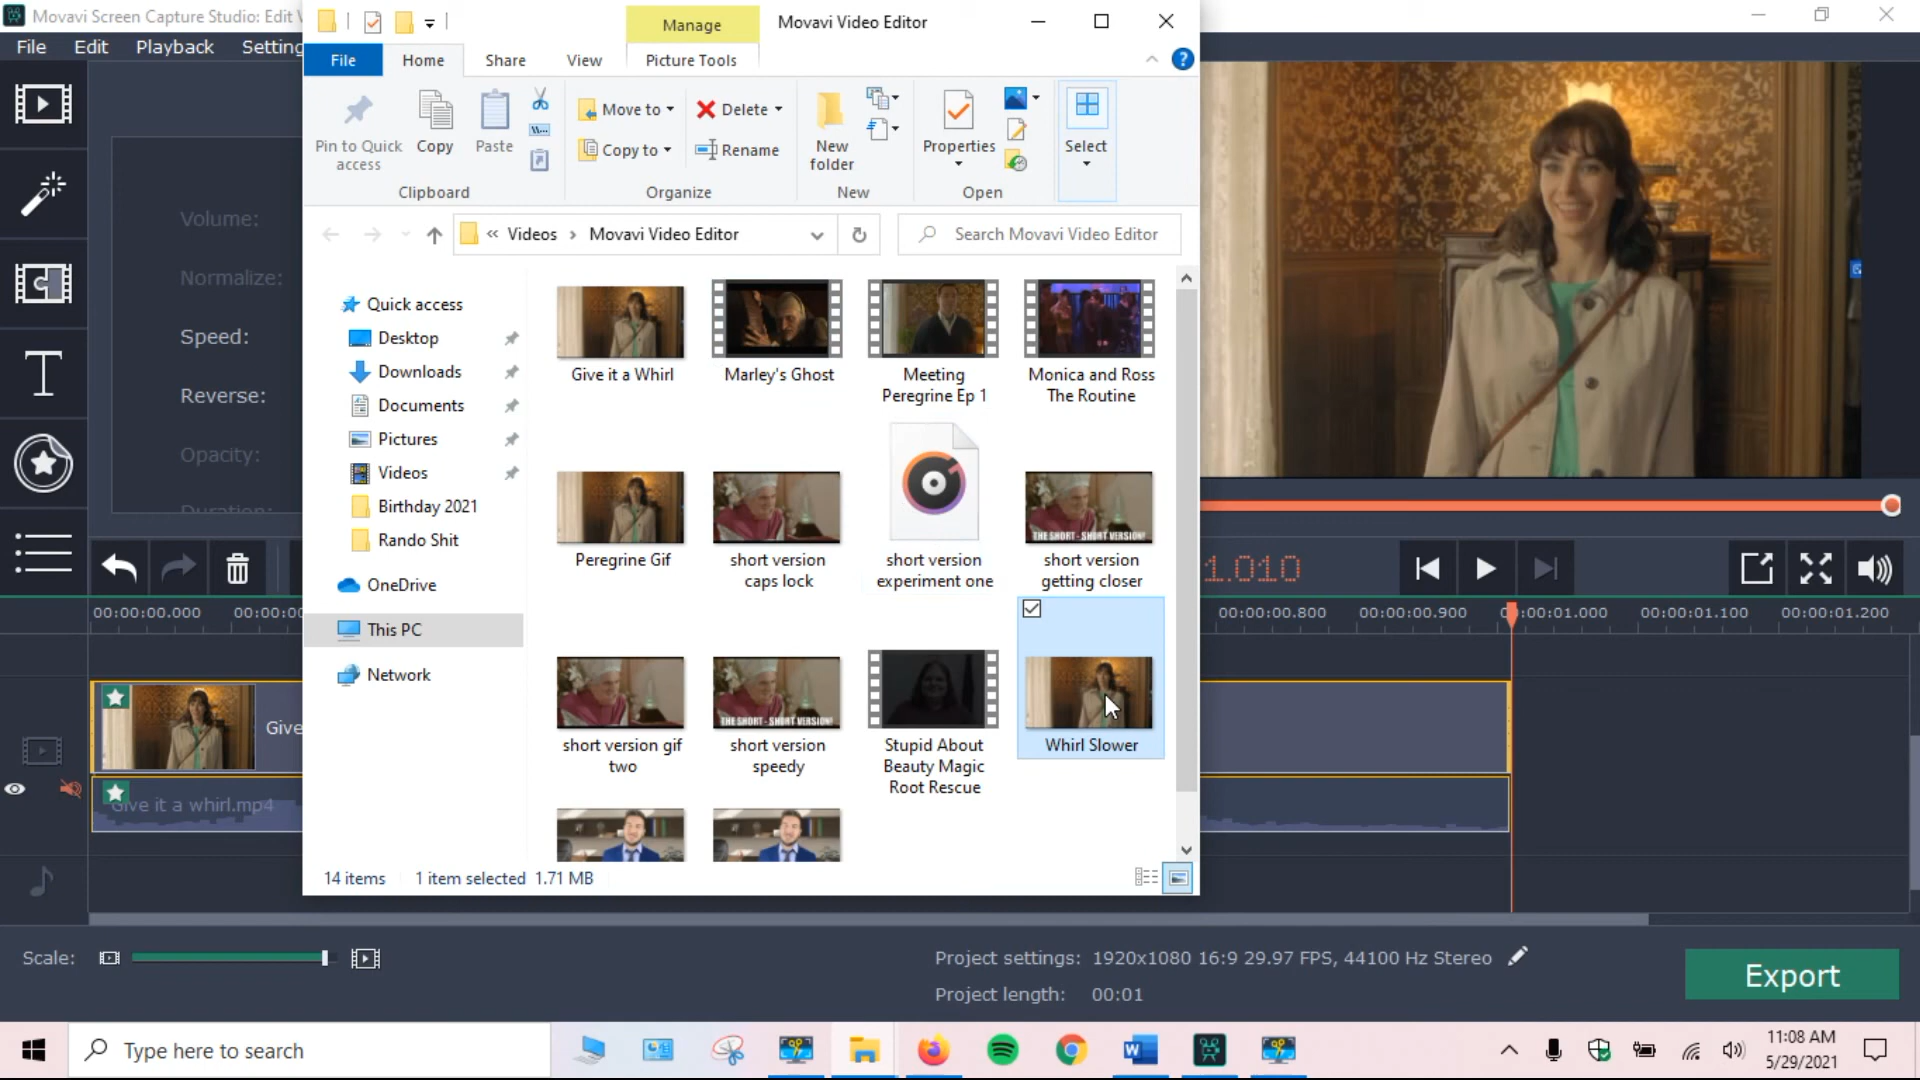 Movavi Screen Capture Studio: Edit
File Edit Playback Setting
Manage
Movavi Video Editor
File Home Share View Picture Tools
Pin to Quick access
Copy
Paste
Clipboard
Move to
Copy to
Delete
Rename
Organize
New folder
New
Properties
Open
Select
« Videos › Movavi Video Editor
Search Movavi Video Editor
Quick access
Desktop
Downloads
Documents
Pictures
Videos
Birthday 2021
Rando Shit
OneDrive
This PC
Network
Give it a Whirl
Marley's Ghost
Meeting Peregrine Ep 1
Monica and Ross The Routine
Peregrine Gif
short version caps lock
short version experiment one
THE SHORT - SHORT VERSION!
short version getting closer
short version gif two
THE SHORT - SHORT VERSION!
short version speedy
Stupid About Beauty Magic Root Rescue
Whirl Slower
14 items 1 item selected 1.71 MB
Volume:
Normalize:
Speed:
Reverse:
Opacity:
Duration:
1.010
00:00:00.000
00:00:00.800 00:00:00.900 00:00:01.000 00:00:01.100 00:00:01.200
Give
Give it a whirl.mp4
Scale:
Project settings: 1920x1080 16:9 29.97 FPS, 44100 Hz Stereo
Project length: 00:01
Export
Type here to search
11:08 AM
5/29/2021